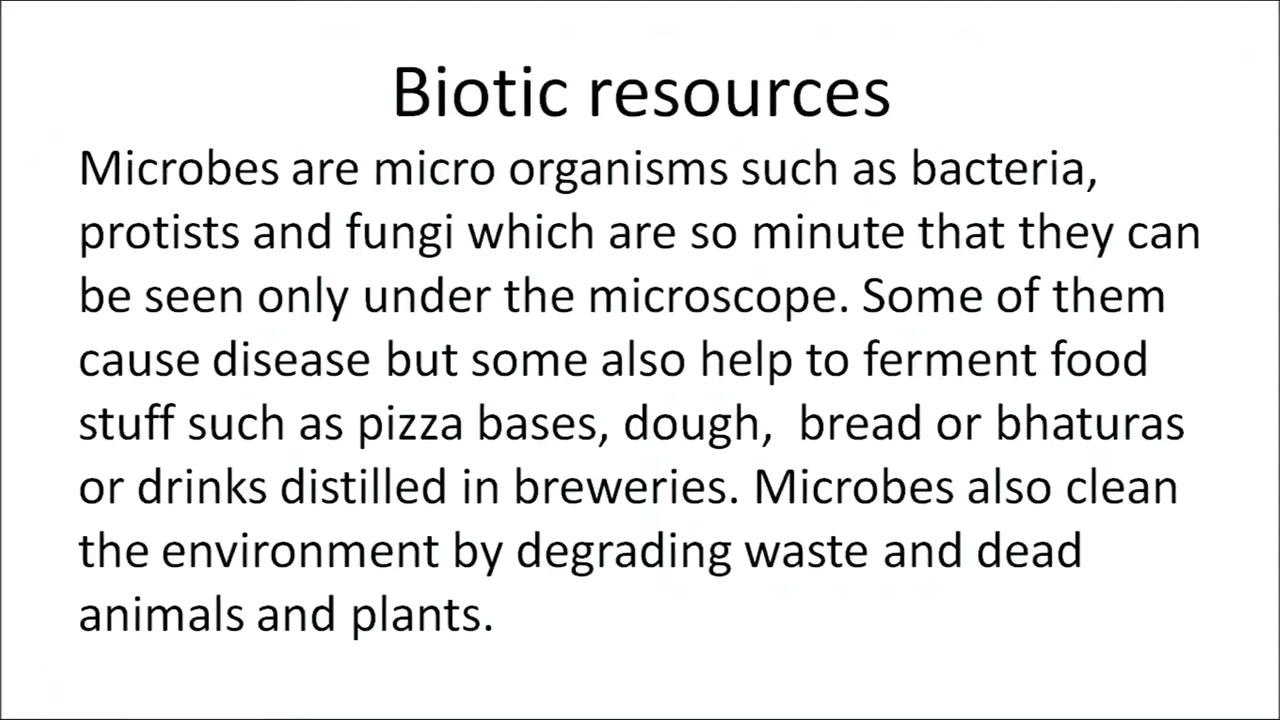 Biotic resources
Microbes are micro organisms such as bacteria,
protists and fungi which are so minute that they can
be seen only under the microscope. Some of them
cause disease but some also help to ferment food
stuff such as pizza bases, dough,  bread or bhaturas
or drinks distilled in breweries. Microbes also clean
the environment by degrading waste and dead
animals and plants.